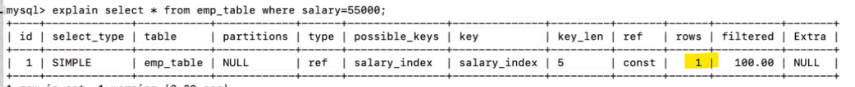 mysql> explain select * from emp_table where salary=55000;
| id | select_type | table | partitions | type | possible_keys | key | key_len | ref | rows | filtered | Extra |
| 1 | SIMPLE | emp_table | NULL | ref | salary_index | salary_index | 5 | const | 1 | 100.00 | NULL |